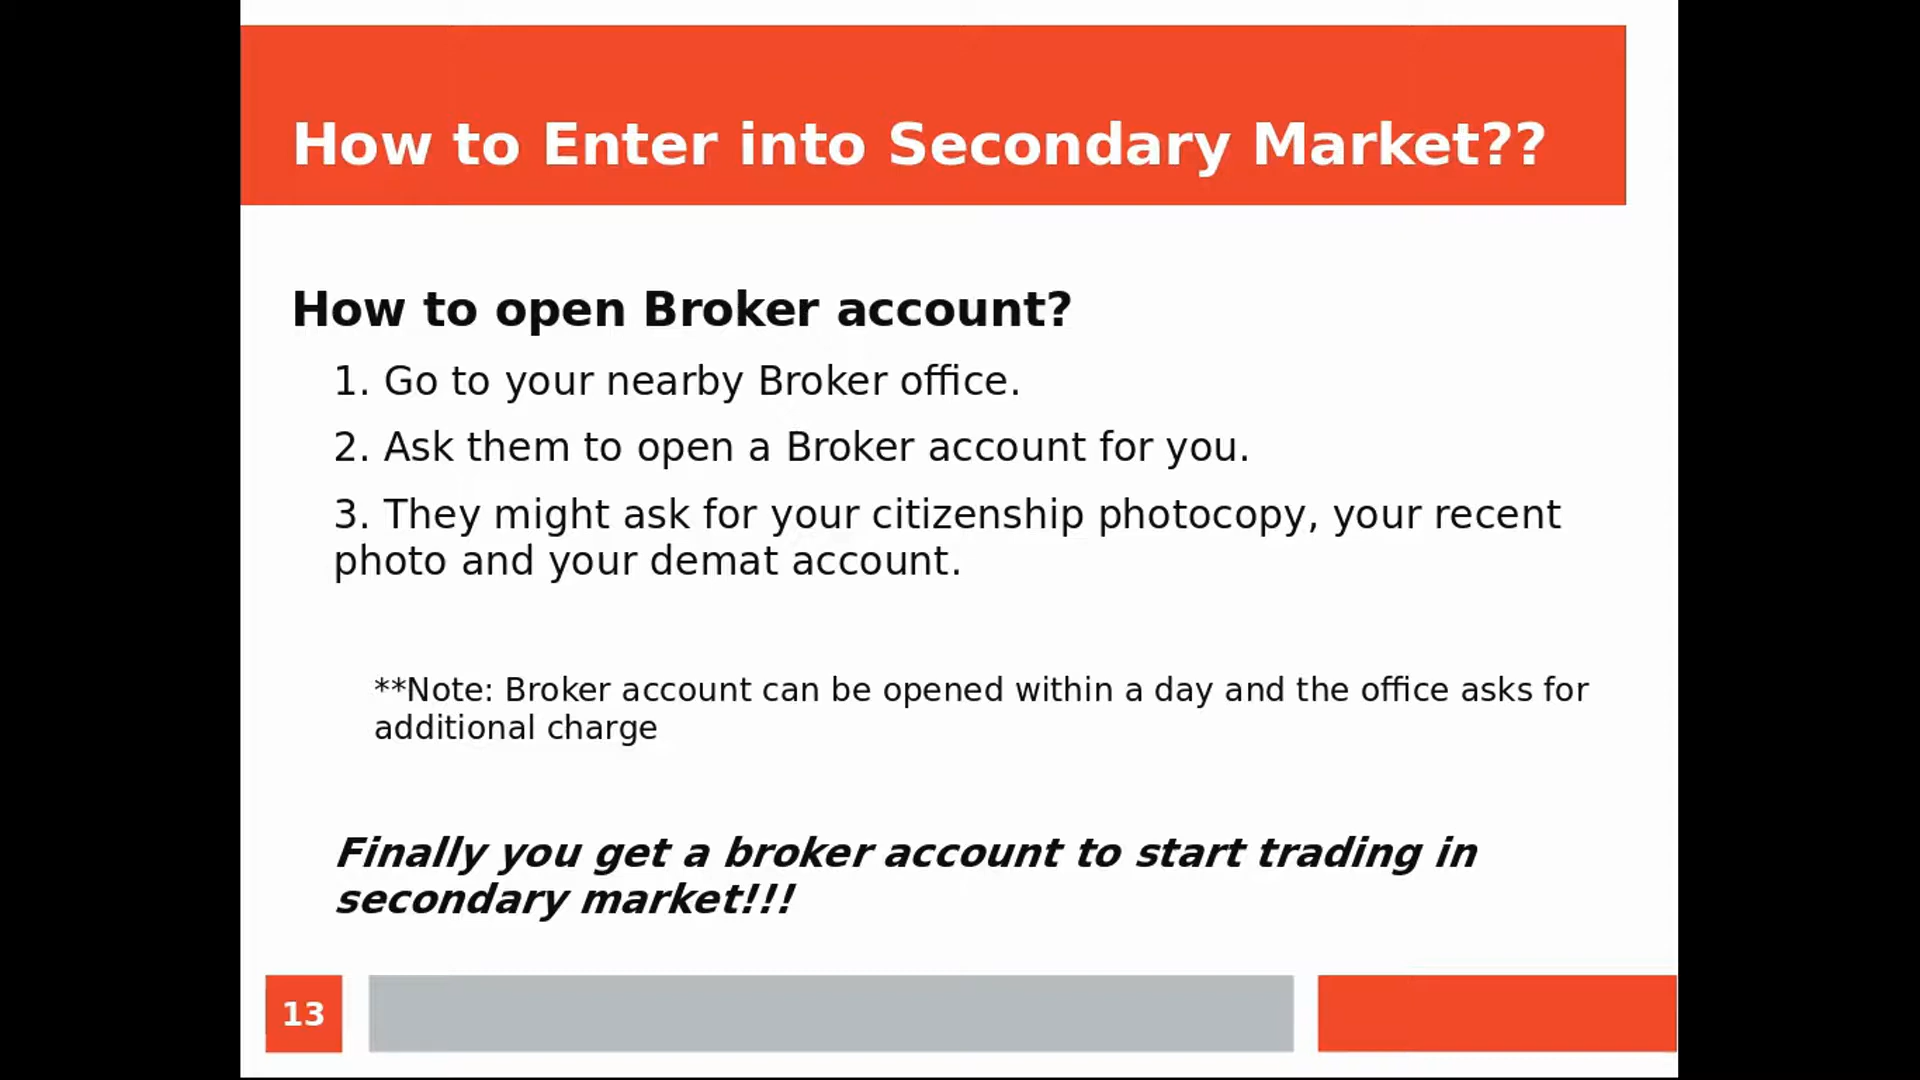 How to Enter into Secondary Market??
How to open Broker account?
1. Go to your nearby Broker office.
2. Ask them to open a Broker account for you.
3. They might ask for your citizenship photocopy, your recent
photo and your demat account.
**Note: Broker account can be opened within a day and the office asks for
additional charge
Finally you get a broker account to start trading in
secondary market!!!
13